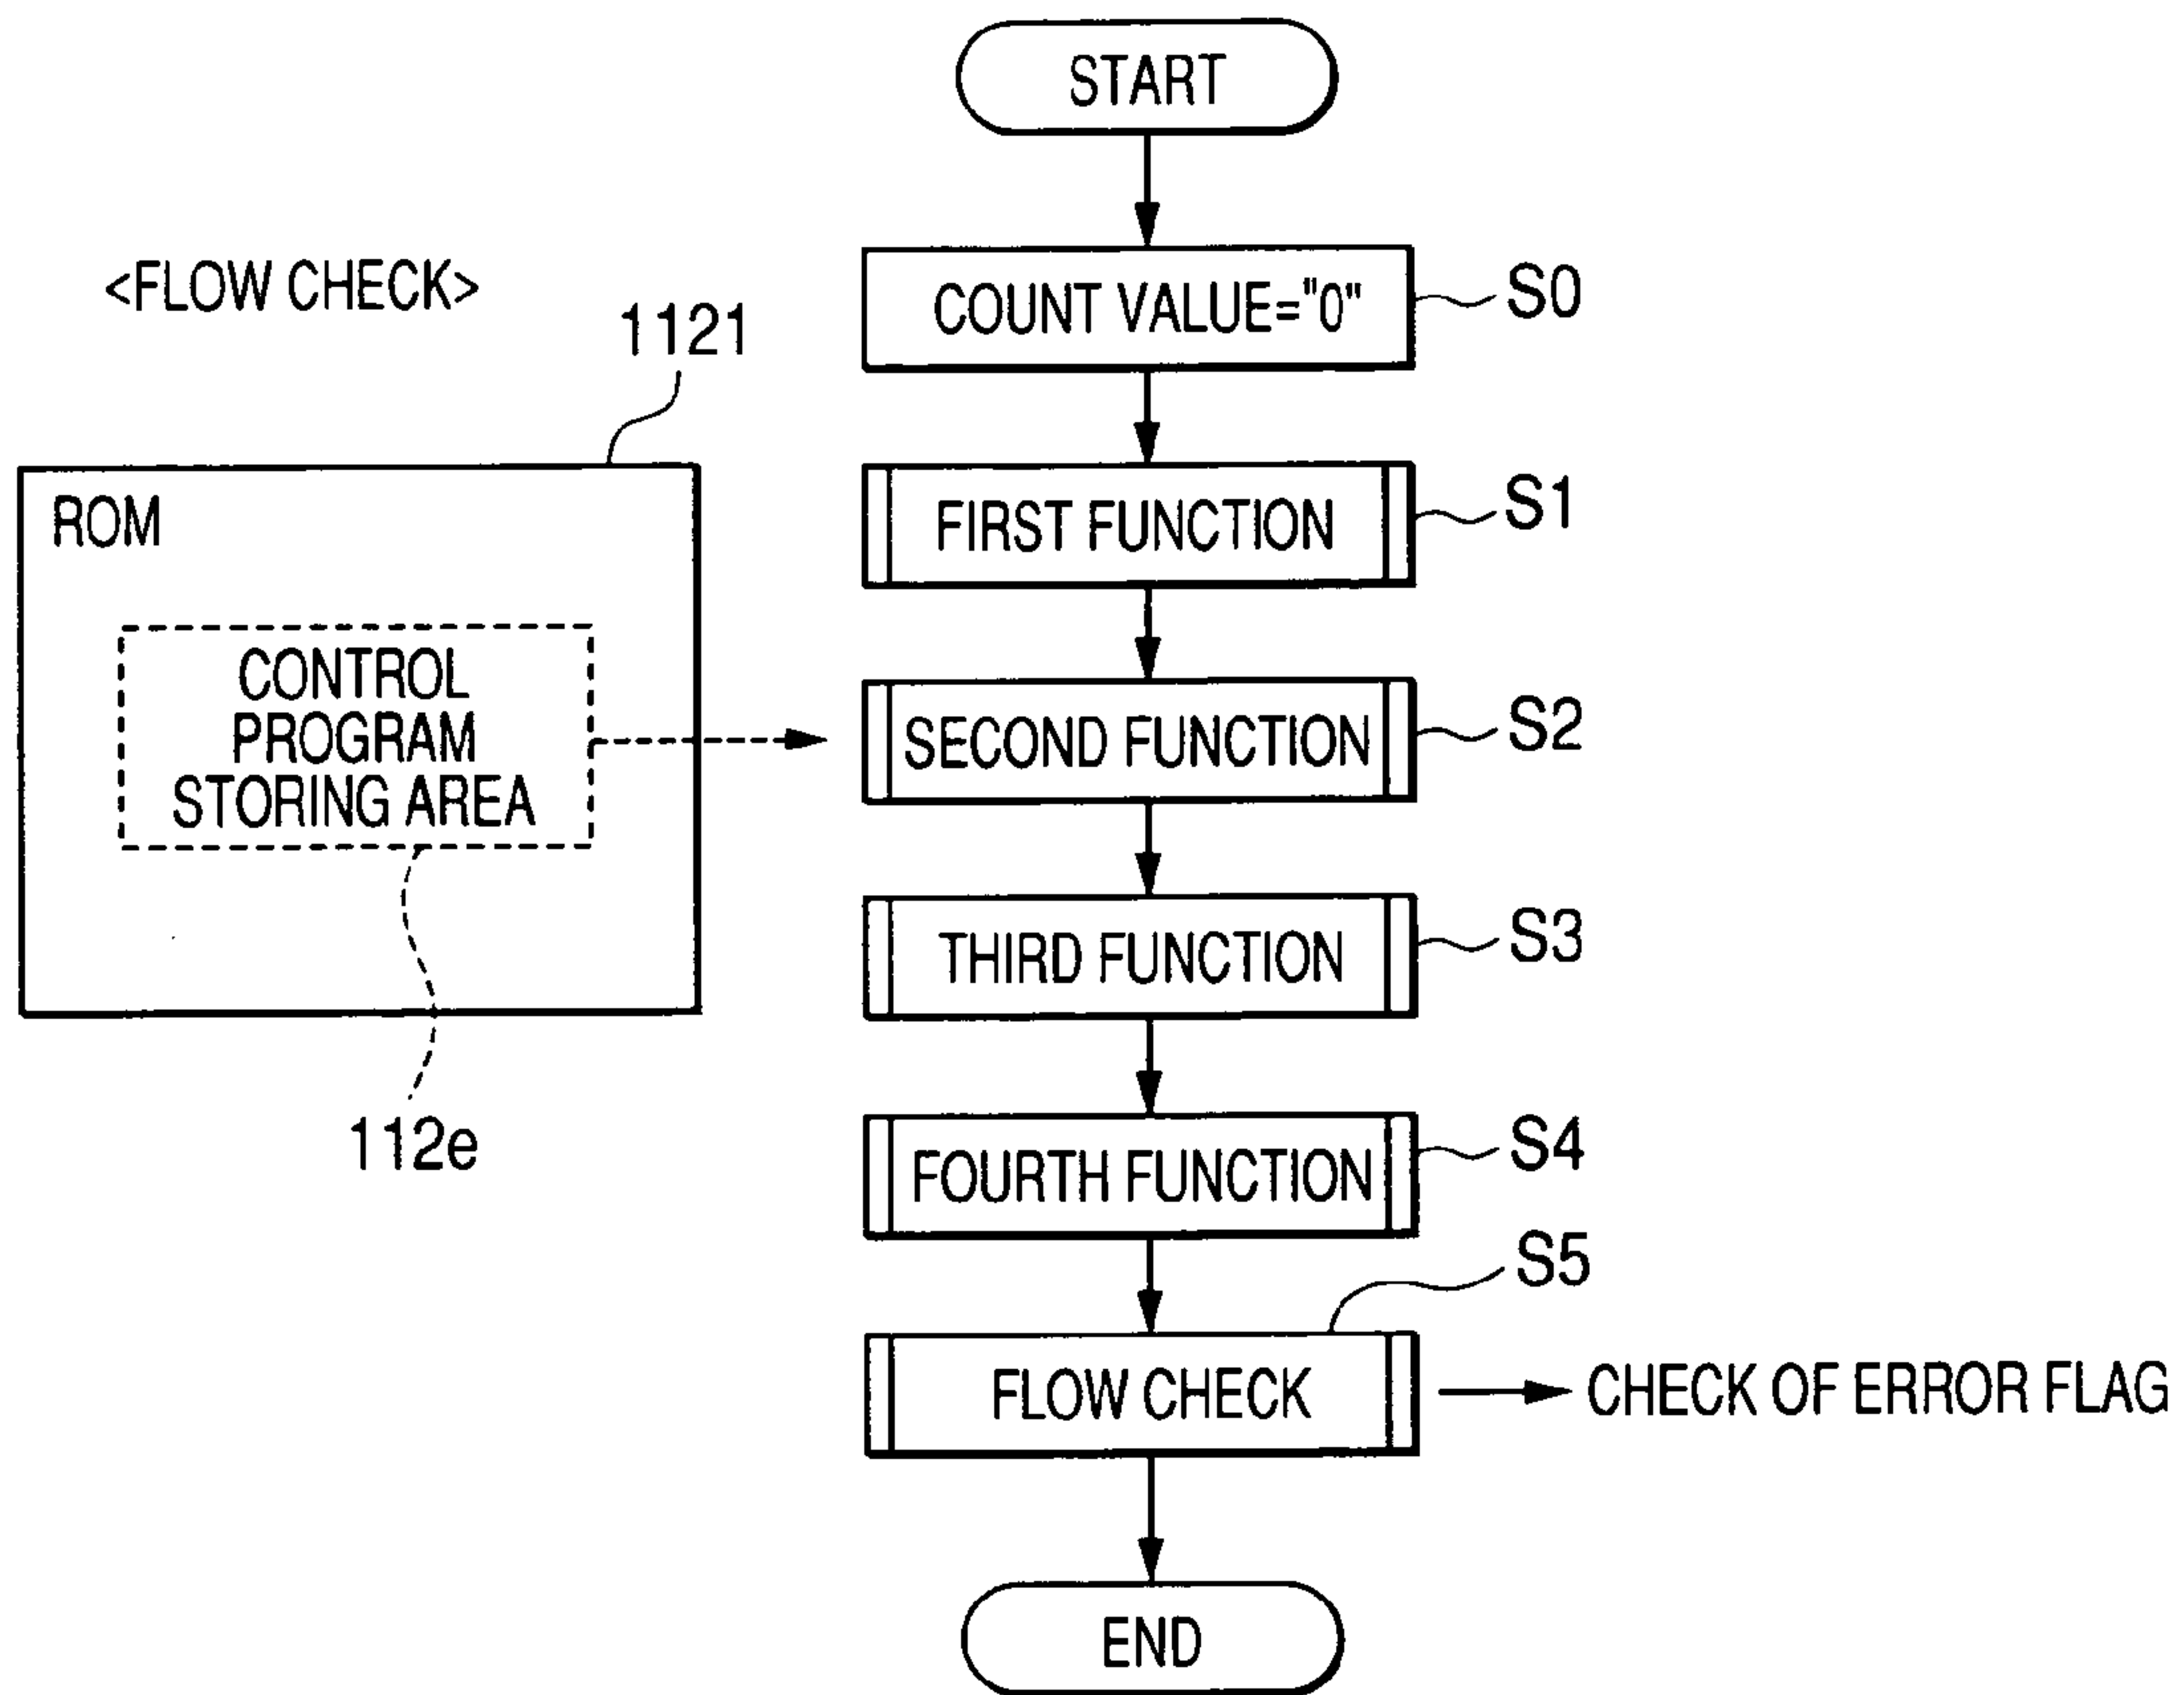 START
<FLOW CHECK>
COUNT VALUE="0"
S0
1121
ROM
FIRST FUNCTION
S1
CONTROL
PROGRAM
STORING AREA
SECOND FUNCTION
S2
THIRD FUNCTION
S3
112e
FOURTH FUNCTION
S4
S5
FLOW CHECK
CHECK OF ERROR FLAG
END